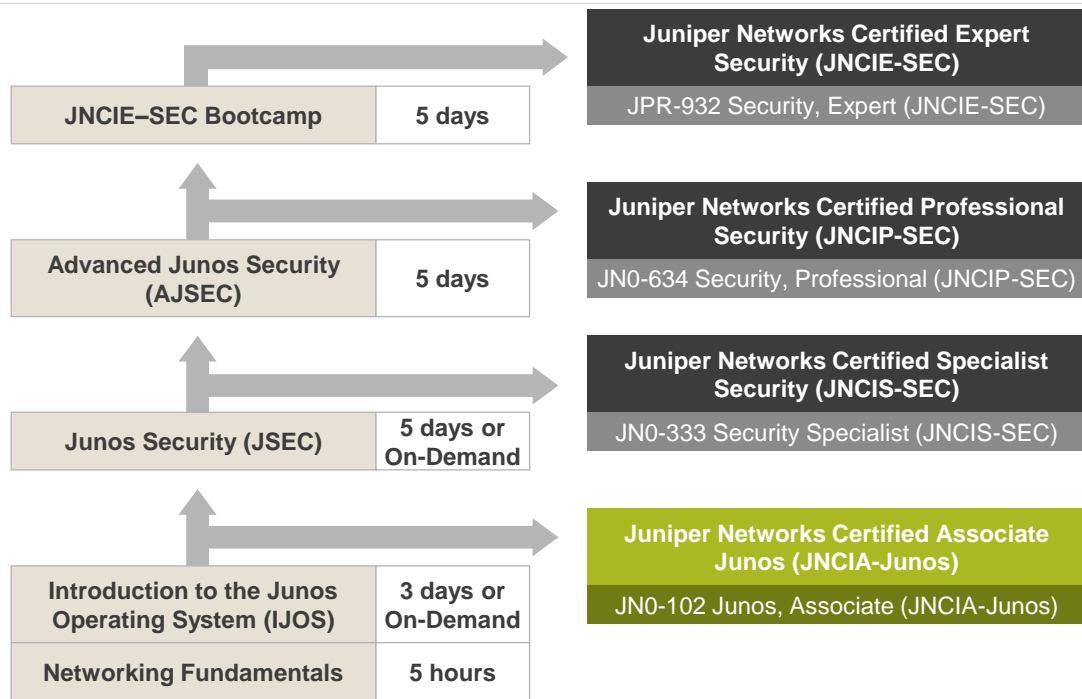 Juniper Networks Certified Expert
Security (JNCIE-SEC)
JPR-932 Security, Expert (JNCIE-SEC)
JNCIE–SEC Bootcamp
5 days
Juniper Networks Certified Professional
Security (JNCIP-SEC)
JN0-634 Security, Professional (JNCIP-SEC)
Advanced Junos Security
(AJSEC)
5 days
Juniper Networks Certified Specialist
Security (JNCIS-SEC)
JN0-333 Security Specialist (JNCIS-SEC)
Junos Security (JSEC)
5 days or
On-Demand
Juniper Networks Certified Associate
Junos (JNCIA-Junos)
JN0-102 Junos, Associate (JNCIA-Junos)
Introduction to the Junos
Operating System (IJOS)
3 days or
On-Demand
Networking Fundamentals
5 hours